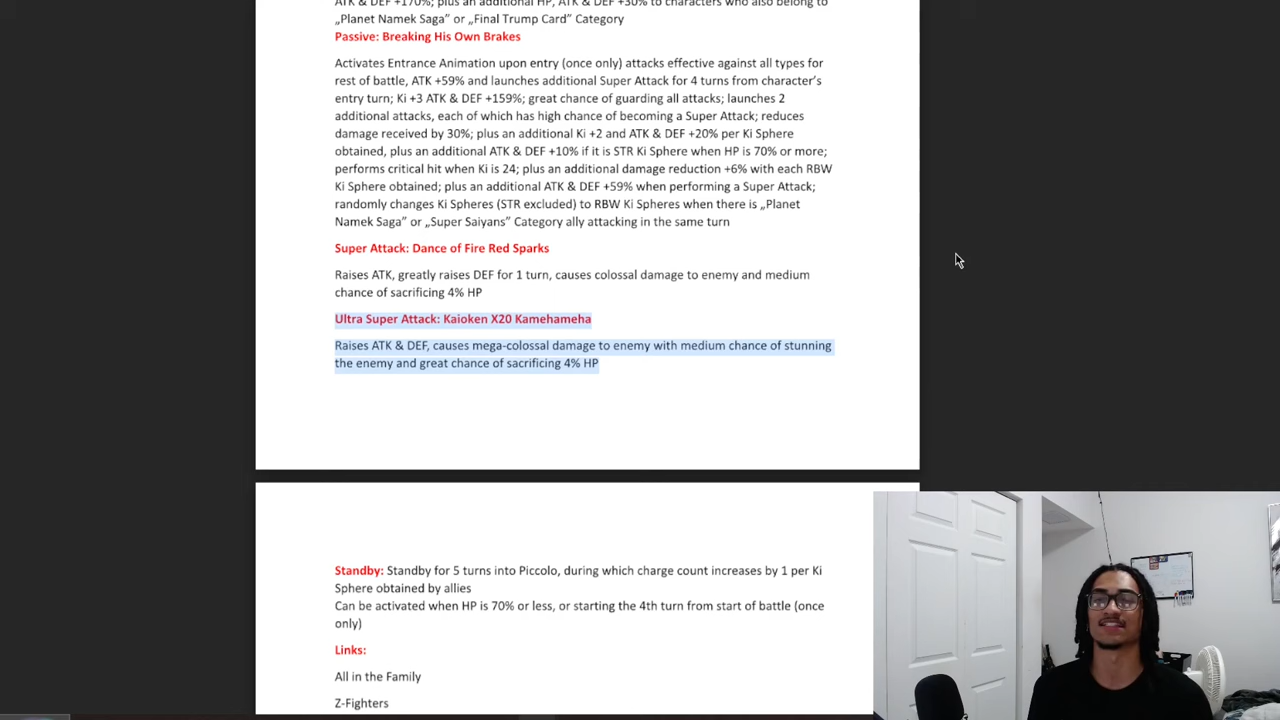 ATK & DEF +170%; plus an additional HP, ATK & DEF +30% to characters who also belong to
„Planet Namek Saga” or „Final Trump Card” Category
Passive: Breaking His Own Brakes
Activates Entrance Animation upon entry (once only) attacks effective against all types for
rest of battle, ATK +59% and launches additional Super Attack for 4 turns from character’s
entry turn; Ki +3 ATK & DEF +159%; great chance of guarding all attacks; launches 2
additional attacks, each of which has high chance of becoming a Super Attack; reduces
damage received by 30%; plus an additional Ki +2 and ATK & DEF +20% per Ki Sphere
obtained, plus an additional ATK & DEF +10% if it is STR Ki Sphere when HP is 70% or more;
performs critical hit when Ki is 24; plus an additional damage reduction +6% with each RBW
Ki Sphere obtained; plus an additional ATK & DEF +59% when performing a Super Attack;
randomly changes Ki Spheres (STR excluded) to RBW Ki Spheres when there is „Planet
Namek Saga” or „Super Saiyans” Category ally attacking in the same turn
Super Attack: Dance of Fire Red Sparks
Raises ATK, greatly raises DEF for 1 turn, causes colossal damage to enemy and medium
chance of sacrificing 4% HP
Ultra Super Attack: Kaioken X20 Kamehameha
Raises ATK & DEF, causes mega-colossal damage to enemy with medium chance of stunning
the enemy and great chance of sacrificing 4% HP
Standby: Standby for 5 turns into Piccolo, during which charge count increases by 1 per Ki
Sphere obtained by allies
Can be activated when HP is 70% or less, or starting the 4th turn from start of battle (once
only)
Links:
All in the Family
Z-Fighters